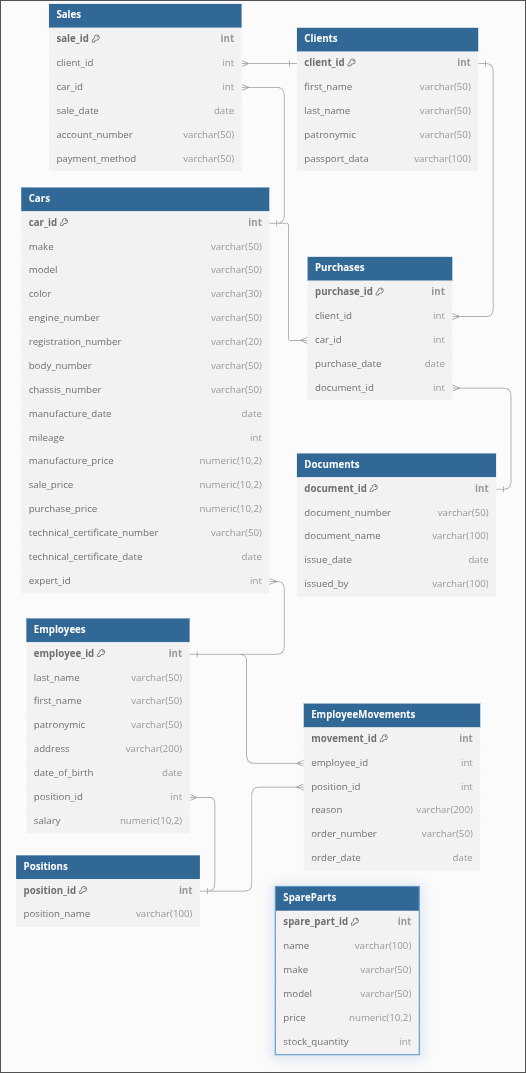 Sales
sale_id int
client_id int
car_id int
sale_date date
account_number varchar(50)
payment_method varchar(50)
Clients
client_id int
first_name varchar(50)
last_name varchar(50)
patronymic varchar(50)
passport_data varchar(100)
Cars
car_id int
make varchar(50)
model varchar(50)
color varchar(30)
engine_number varchar(50)
registration_number varchar(20)
body_number varchar(50)
chassis_number varchar(50)
manufacture_date date
mileage int
manufacture_price numeric(10,2)
sale_price numeric(10,2)
purchase_price numeric(10,2)
technical_certificate_number varchar(50)
technical_certificate_date date
expert_id int
Purchases
purchase_id int
client_id int
car_id int
purchase_date date
document_id int
Documents
document_id int
document_number varchar(50)
document_name varchar(100)
issue_date date
issued_by varchar(100)
Employees
employee_id int
last_name varchar(50)
first_name varchar(50)
patronymic varchar(50)
address varchar(200)
date_of_birth date
position_id int
salary numeric(10,2)
EmployeeMovements
movement_id int
employee_id int
position_id int
reason varchar(200)
order_number varchar(50)
order_date date
Positions
position_id int
position_name varchar(100)
SpareParts
spare_part_id int
name varchar(100)
make varchar(50)
model varchar(50)
price numeric(10,2)
stock_quantity int